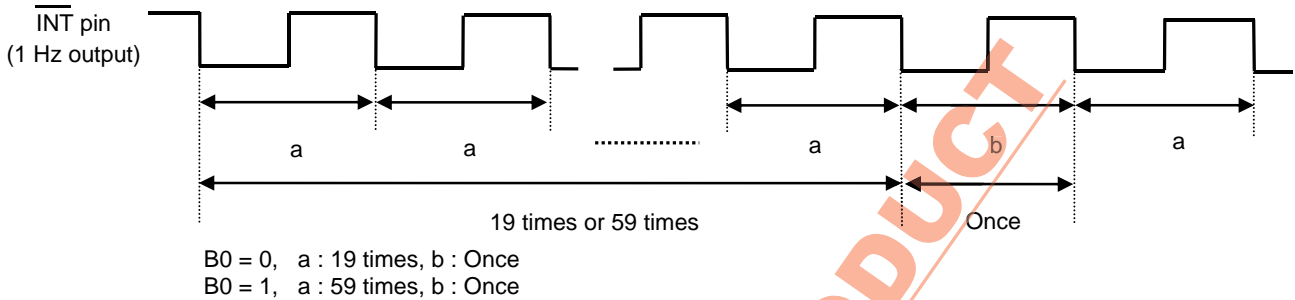 INT pin
(1 Hz output)
a a a b a
19 times or 59 times Once
B0 = 0, a : 19 times, b : Once
B0 = 1, a : 59 times, b : Once